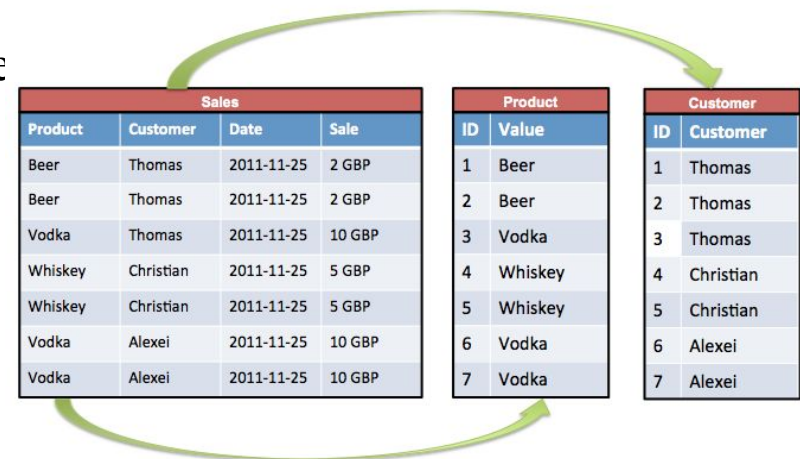 Sales
Product Customer Date Sale
Beer Thomas 2011-11-25 2 GBP
Beer Thomas 2011-11-25 2 GBP
Vodka Thomas 2011-11-25 10 GBP
Whiskey Christian 2011-11-25 5 GBP
Whiskey Christian 2011-11-25 5 GBP
Vodka Alexei 2011-11-25 10 GBP
Vodka Alexei 2011-11-25 10 GBP
Product
ID Value
1 Beer
2 Beer
3 Vodka
4 Whiskey
5 Whiskey
6 Vodka
7 Vodka
Customer
ID Customer
1 Thomas
2 Thomas
3 Thomas
4 Christian
5 Christian
6 Alexei
7 Alexei